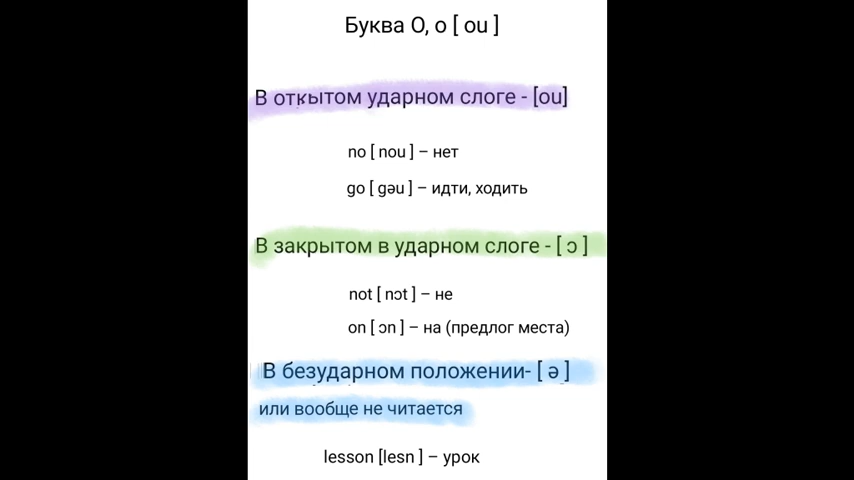 Буква О, о [ ou ]
В открытом ударном слоге - [ou]
no [ nou ] – нет
go [ gəu ] – идти, ходить
В закрытом в ударном слоге - [ ɔ ]
not [ nɔt ] – не
on [ ɔn ] – на (предлог места)
В безударном положении- [ ə ]
или вообще не читается
lesson [lesn ] – урок